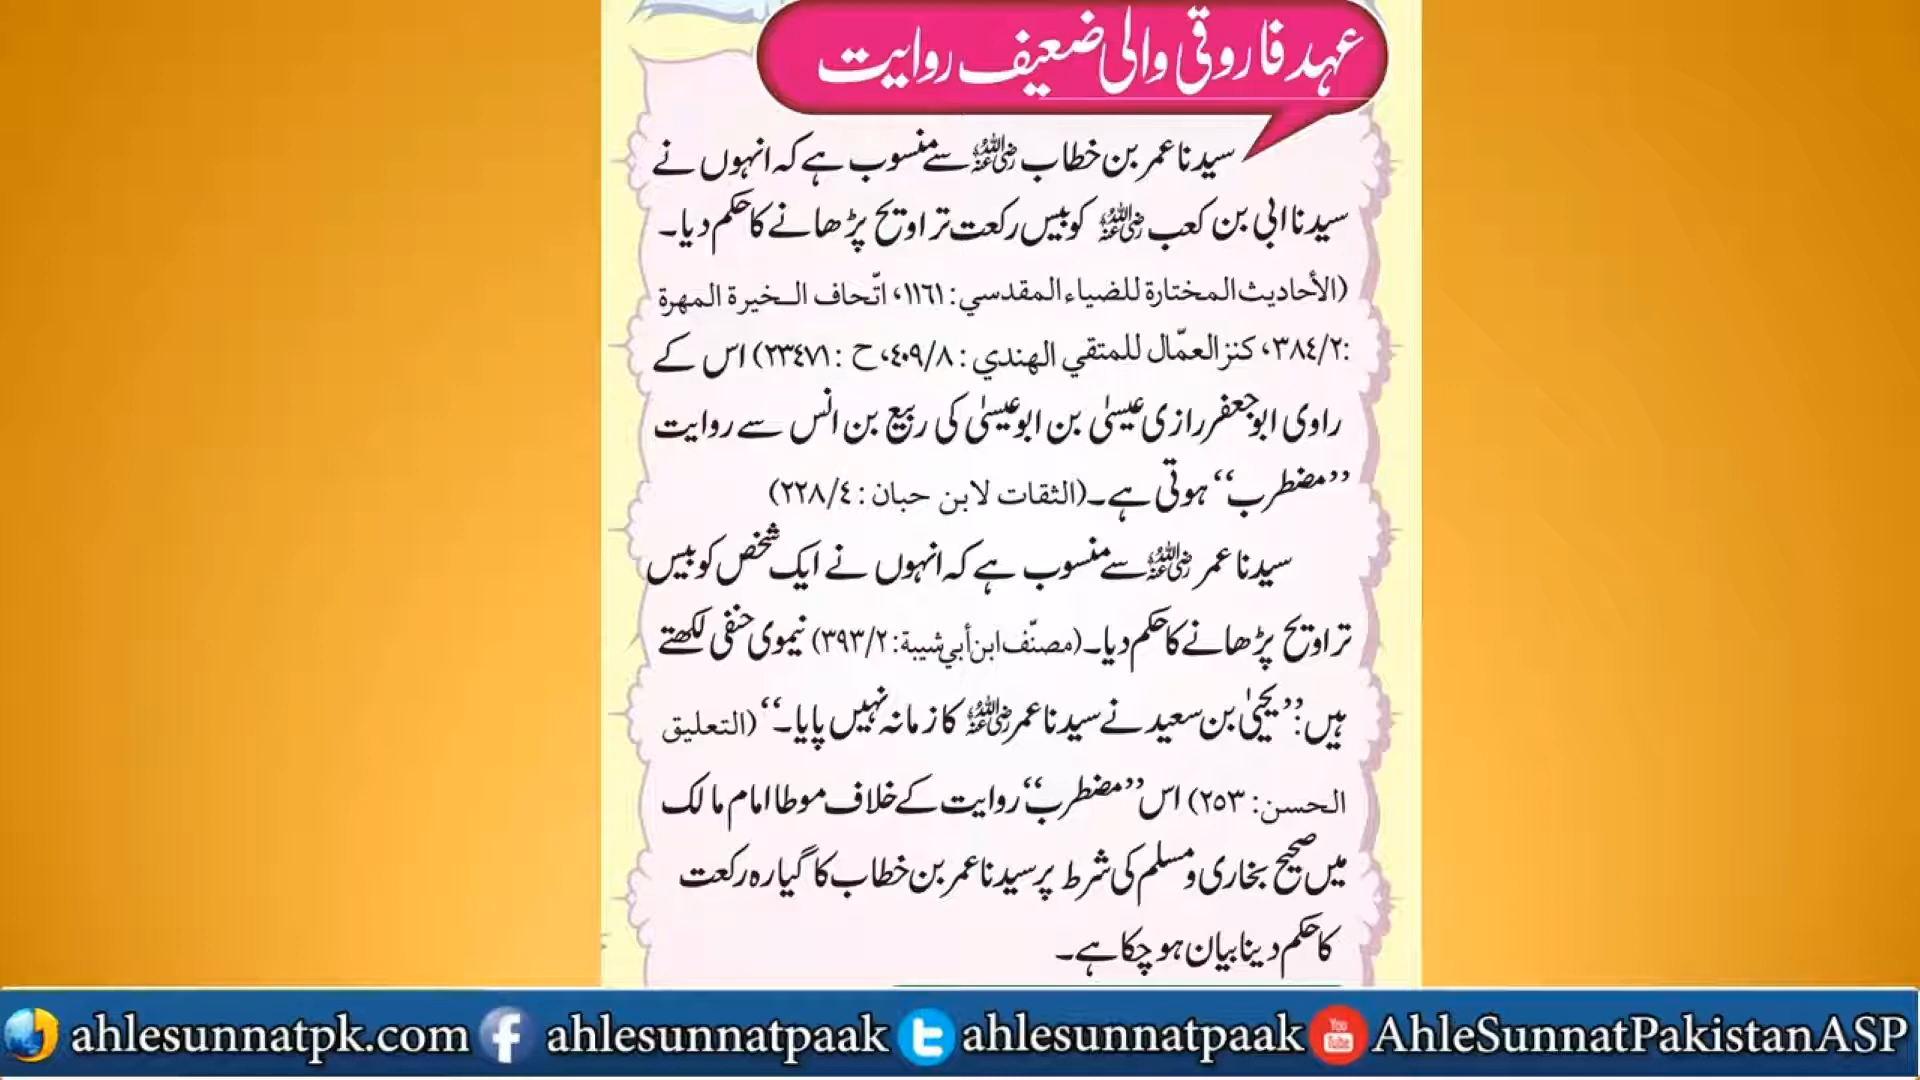 عہد فاروقی والی ضعیف روایت
سیدنا عمر بن خطاب رضی اللہ عنہ سے منسوب ہے کہ انہوں نے
سیدنا ابی بن کعب رضی اللہ عنہ کو بیس رکعت تراویح پڑھانے کا حکم دیا۔
(الأحاديث المختارة للضياء المقدسي: ١١٦١، اتّحاف الخيرة المهرة
:٣٨٤/٢، كنز العمّال للمتقي الهندي: ٤٠٩/٨، ح: ٢٣٤٧١) اس کے
راوی ابو جعفر رازی عیسیٰ بن ابو عیسیٰ کی ربیع بن انس سے روایت
’’مضطرب‘‘ ہوتی ہے۔ (الثقات لابن حبان: ٢٢٨/٤)
سیدنا عمر رضی اللہ عنہ سے منسوب ہے کہ انہوں نے ایک شخص کو بیس
تراویح پڑھانے کا حکم دیا۔ (مصنّف ابن أبي شيبة: ٣٩٣/٢) نیموی حنفی لکھتے
ہیں: ’’یحییٰ بن سعید نے سیدنا عمر رضی اللہ عنہ کا زمانہ نہیں پایا۔‘‘ (التعليق
الحسن: ٢٥٣) اس ’’مضطرب‘‘ روایت کے خلاف موطا امام مالک
میں صحیح بخاری و مسلم کی شرط پر سیدنا عمر بن خطاب کا گیارہ رکعت
کا حکم دینا بیان ہو چکا ہے۔
ahlesunnatpk.com ahlesunnatpaak ahlesunnatpaak You Tube AhleSunnatPakistanASP